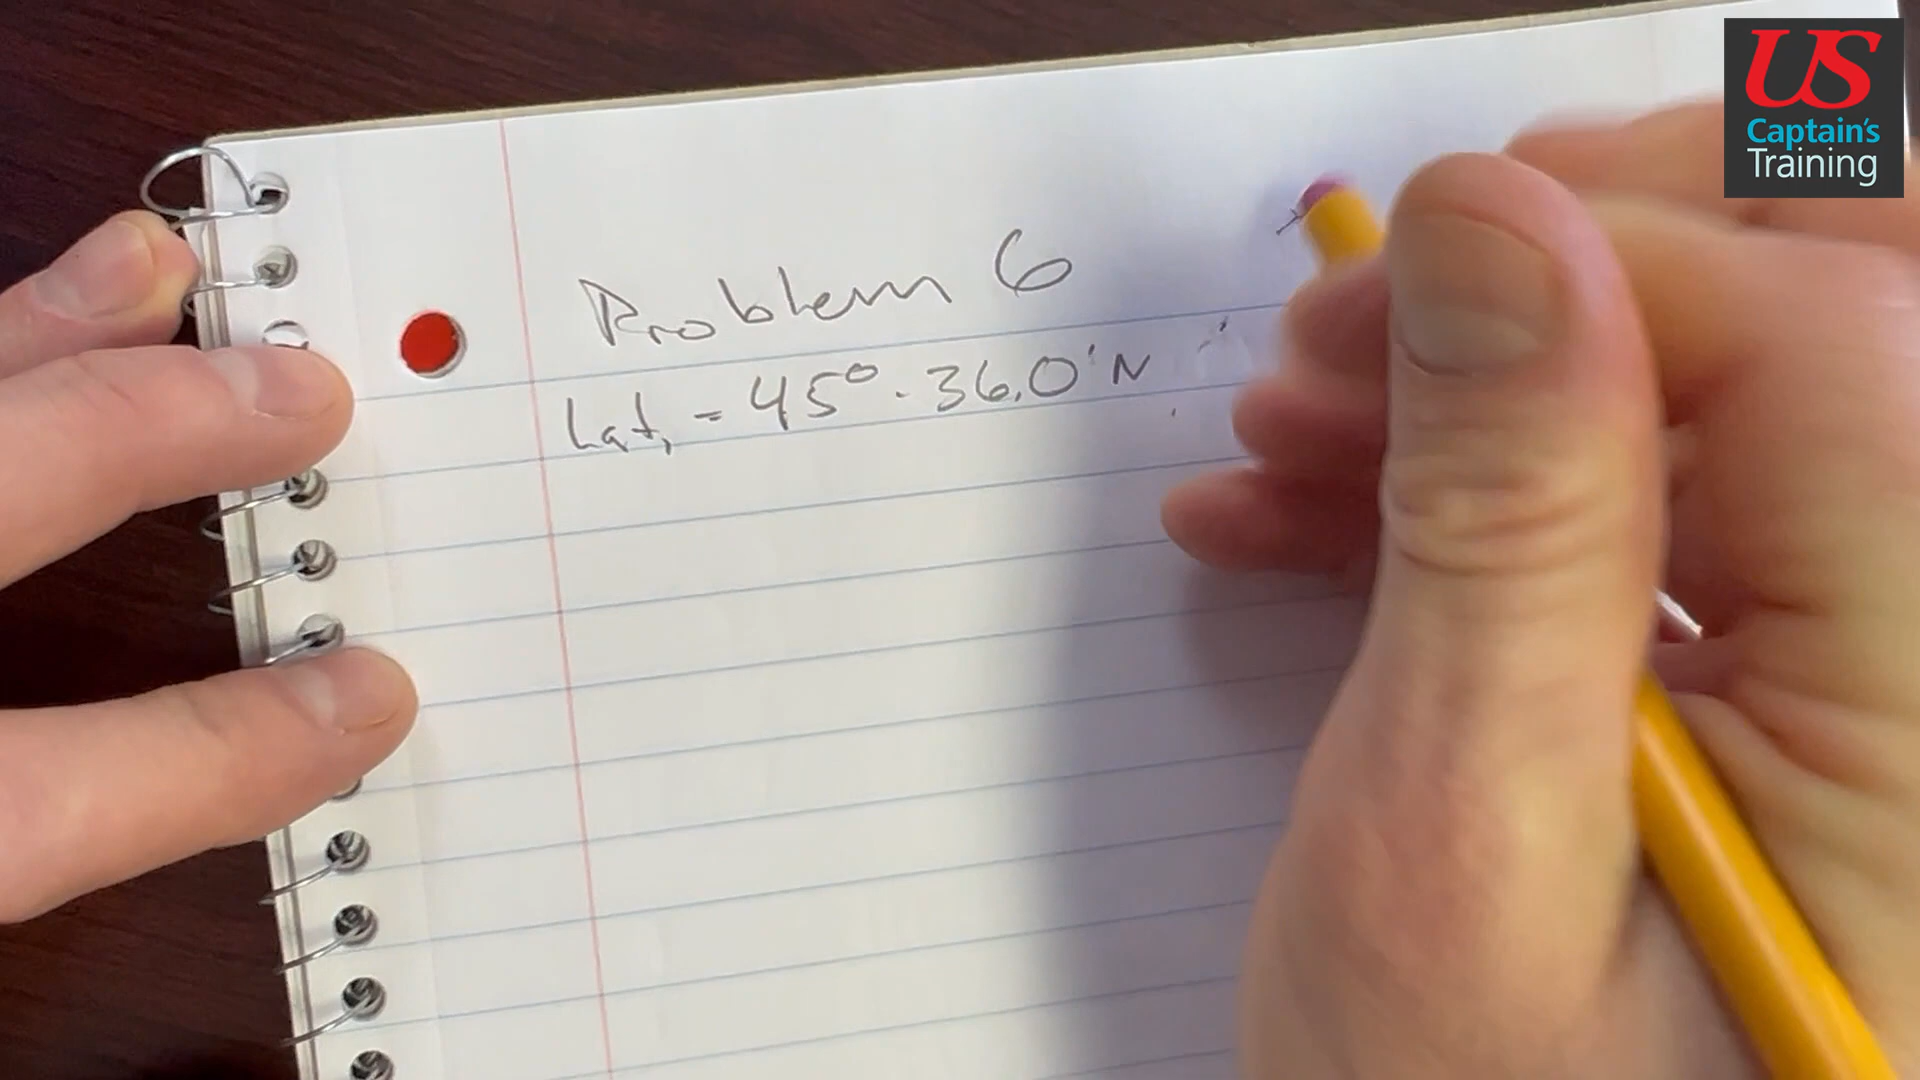 US
Captain's
Training
Problem 6
Lat, = 45° - 36.0' N